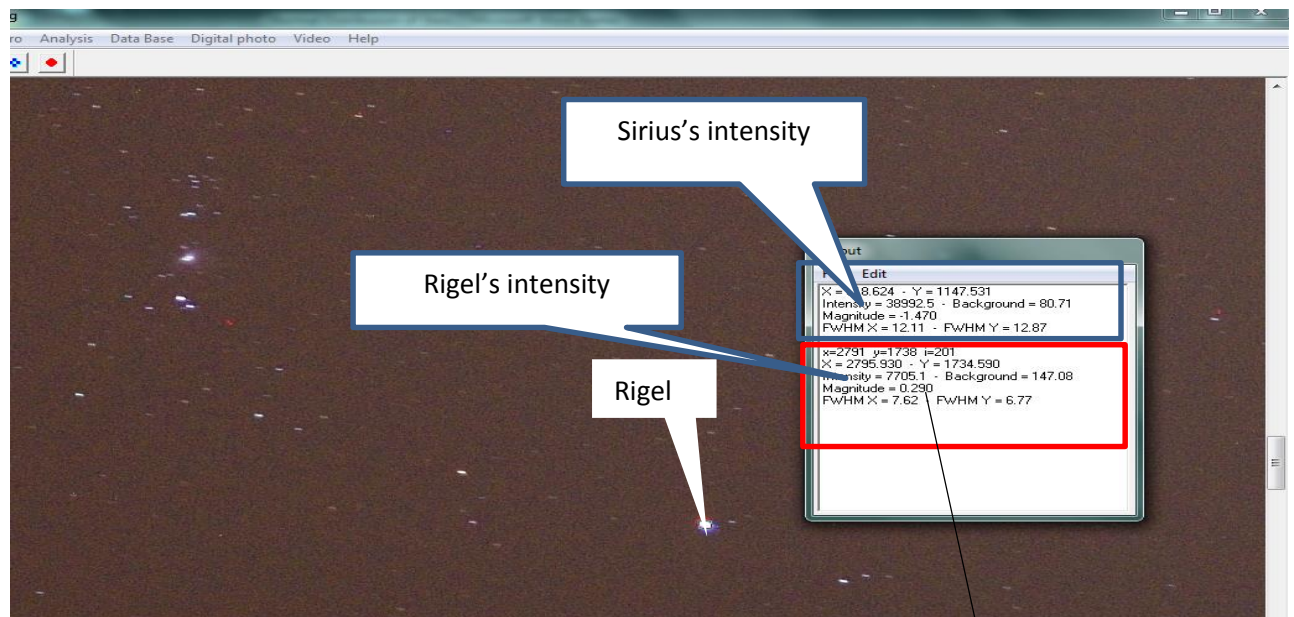 g
ro Analysis Data Base Digital photo Video Help
Sirius's intensity
Rigel's intensity
Rigel
out
Edit
X = 8.624 - Y = 1147.531
Intensity = 38992.5 - Background = 80.71
Magnitude = -1.470
FWHM X = 12.11 - FWHM Y = 12.87
x=2791 y=1738 i=201
X = 2795.930 - Y = 1734.590
Intensity = 7705.1 - Background = 147.08
Magnitude = 0.290
FWHM X = 7.62 - FWHM Y = 6.77